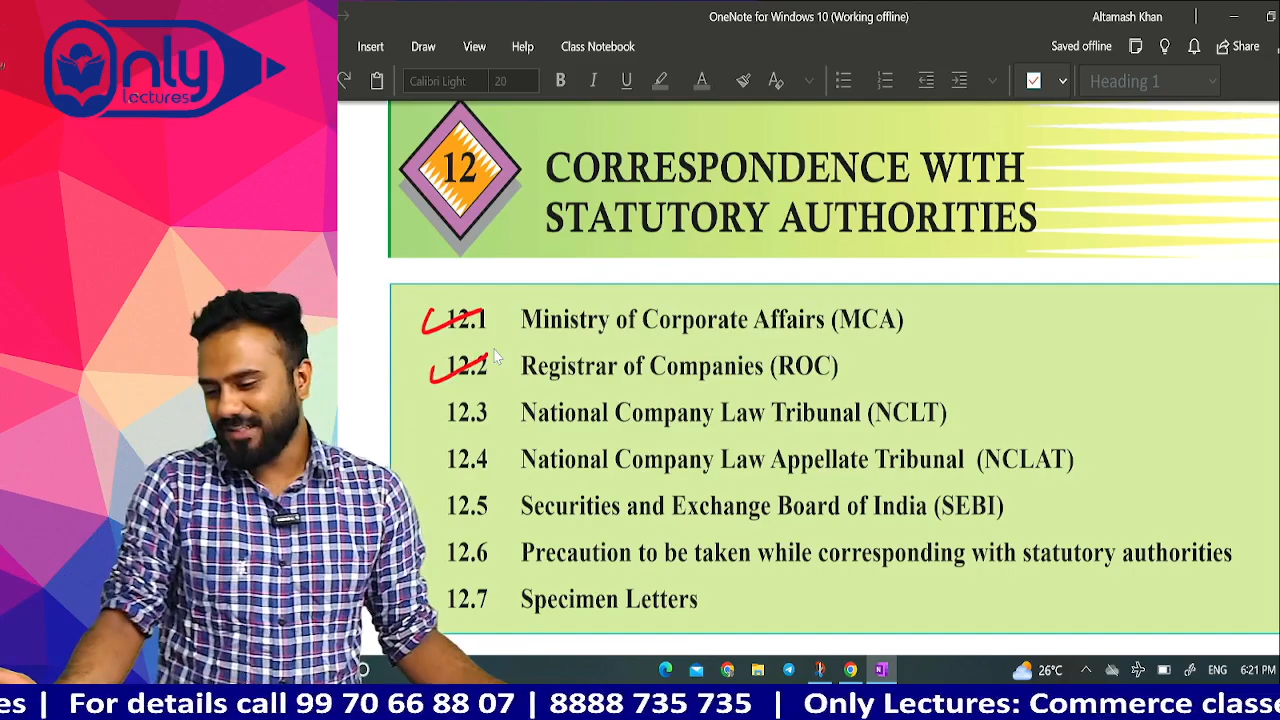 Only
lectures
OneNote for Windows 10 (Working offline)
Altamash Khan
Insert Draw View Help Class Notebook
Saved offline
Share
Calibri Light 20 B I U A
Heading 1
12
CORRESPONDENCE WITH
STATUTORY AUTHORITIES
12.1 Ministry of Corporate Affairs (MCA)
12.2 Registrar of Companies (ROC)
12.3 National Company Law Tribunal (NCLT)
12.4 National Company Law Appellate Tribunal (NCLAT)
12.5 Securities and Exchange Board of India (SEBI)
12.6 Precaution to be taken while corresponding with statutory authorities
12.7 Specimen Letters
26°C ENG 6:21 PM
es | For details call 99 70 66 88 07 | 8888 735 735 | Only Lectures: Commerce classe